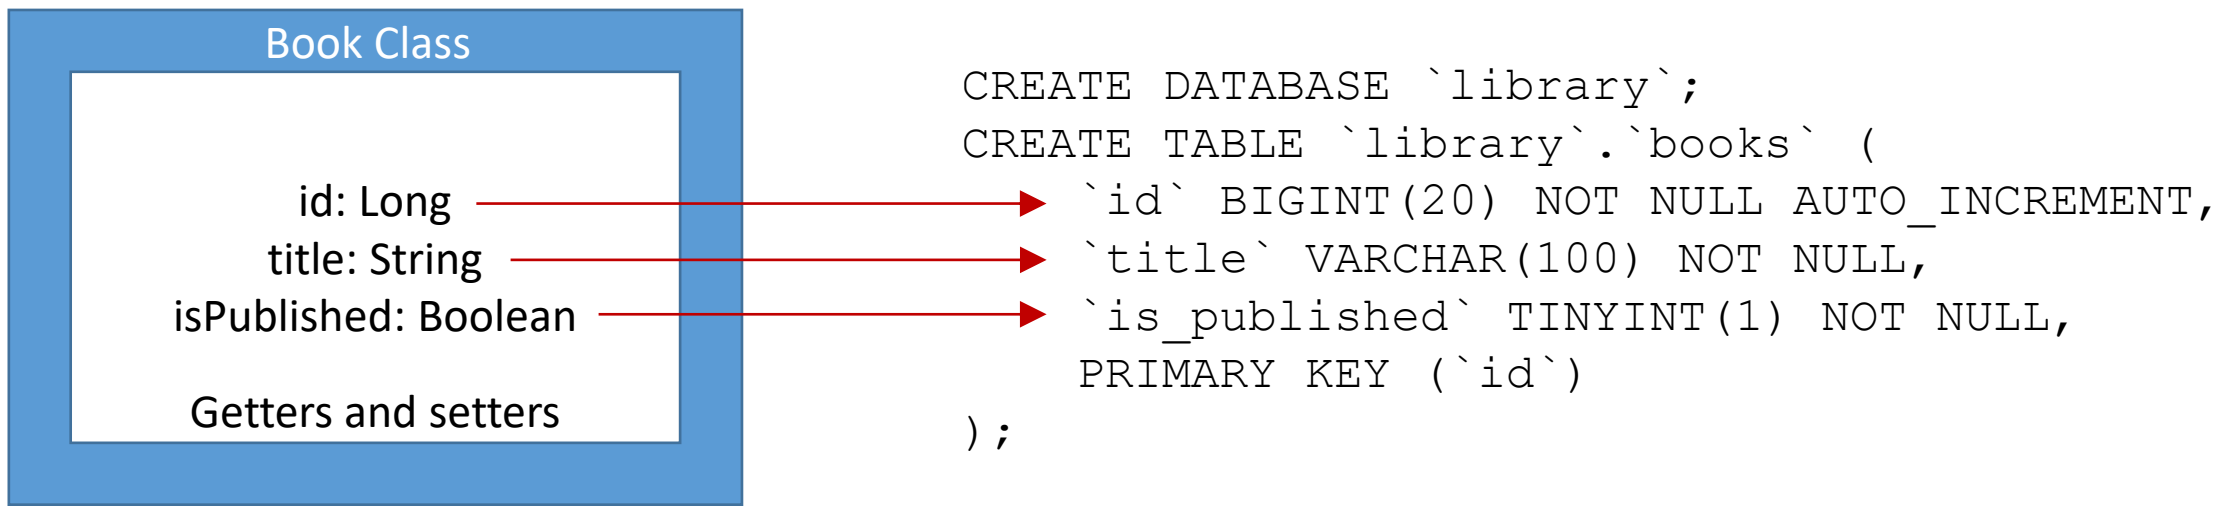 Book Class
id: Long
title: String
isPublished: Boolean
Getters and setters
CREATE DATABASE `library`;
CREATE TABLE `library`.`books` (
`id` BIGINT(20) NOT NULL AUTO_INCREMENT,
`title` VARCHAR(100) NOT NULL,
`is_published` TINYINT(1) NOT NULL,
PRIMARY KEY (`id`)
);